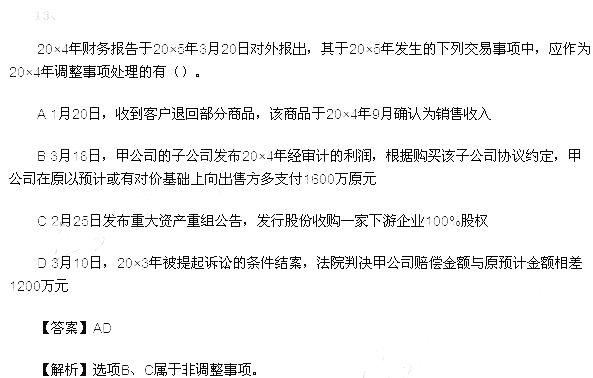 13、
20×4年财务报告于20×5年3月20日对外报出，其于20×5年发生的下列交易事项中，应作为
20×4年调整事项处理的有（）。
A 1月20日，收到客户退回部分商品，该商品于20×4年9月确认为销售收入
B 3月18日，甲公司的子公司发布20×4年经审计的利润，根据购买该子公司协议约定，甲
公司在原以预计或有对价基础上向出售方多支付1600万原元
C 2月25日发布重大资产重组公告，发行股份收购一家下游企业100%股权
D 3月10日，20×3年被提起诉讼的条件结案，法院判决甲公司赔偿金额与原预计金额相差
1200万元
【答案】AD
【解析】选项B、C属于非调整事项。